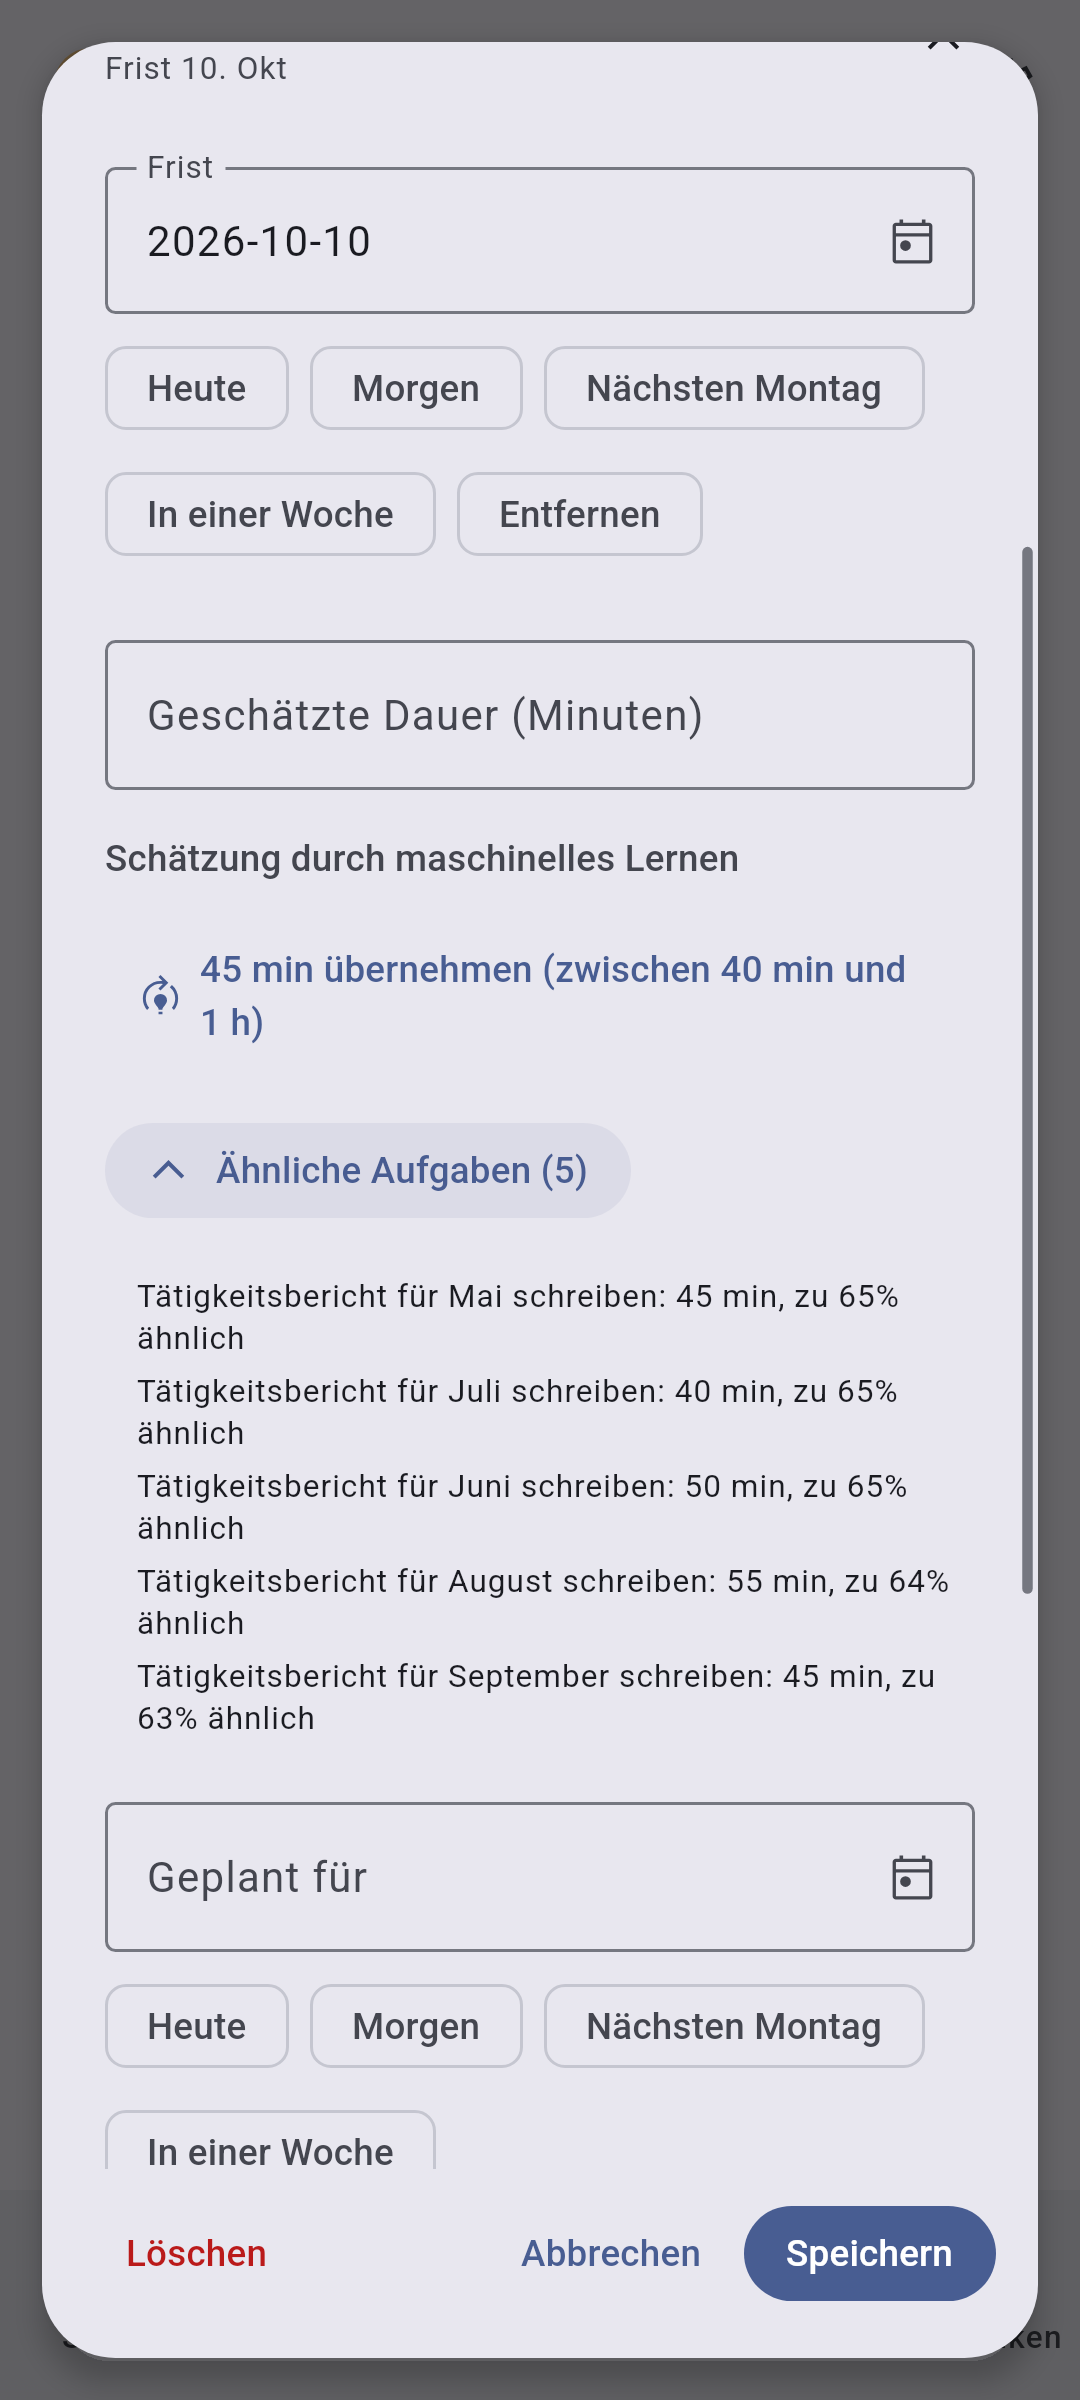 Frist 10. Okt
Frist
2026-10-10
Heute
Morgen
Nächsten Montag
In einer Woche
Entfernen
Geschätzte Dauer (Minuten)
Schätzung durch maschinelles Lernen
45 min übernehmen (zwischen 40 min und
1 h)
Ähnliche Aufgaben (5)
Tätigkeitsbericht für Mai schreiben: 45 min, zu 65%
ähnlich
Tätigkeitsbericht für Juli schreiben: 40 min, zu 65%
ähnlich
Tätigkeitsbericht für Juni schreiben: 50 min, zu 65%
ähnlich
Tätigkeitsbericht für August schreiben: 55 min, zu 64%
ähnlich
Tätigkeitsbericht für September schreiben: 45 min, zu
63% ähnlich
Geplant für
Heute
Morgen
Nächsten Montag
In einer Woche
Löschen
Abbrechen
Speichern